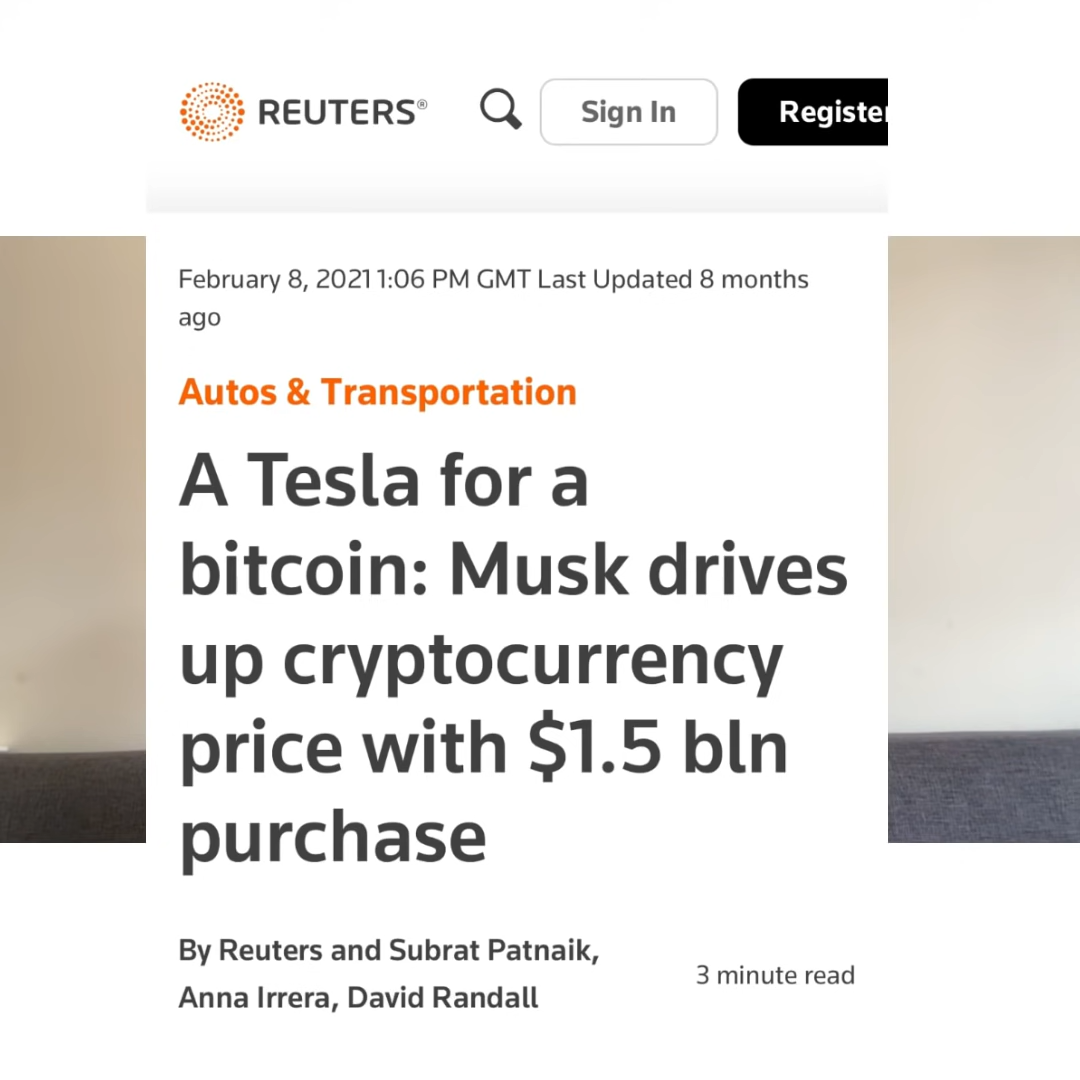 REUTERS®
Sign In
Register
February 8, 2021 1:06 PM GMT Last Updated 8 months
ago
Autos & Transportation
A Tesla for a
bitcoin: Musk drives
up cryptocurrency
price with $1.5 bln
purchase
By Reuters and Subrat Patnaik,
Anna Irrera, David Randall
3 minute read